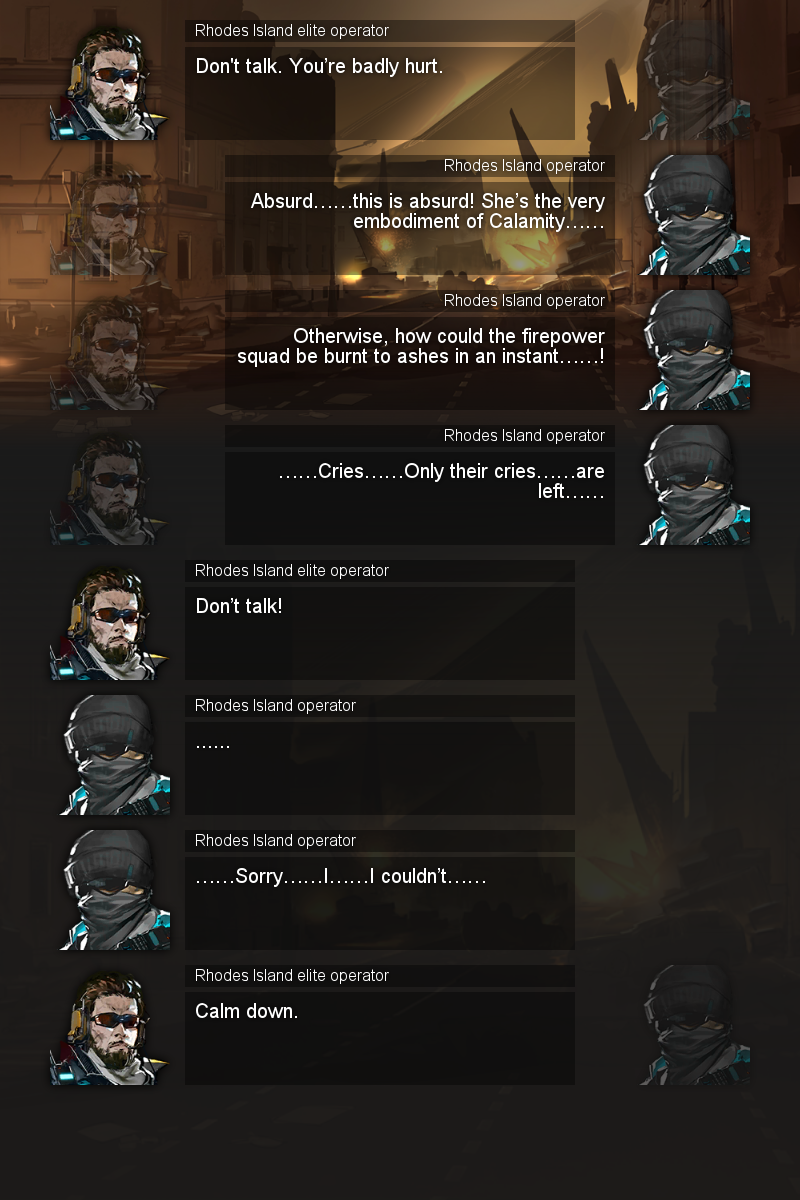 Rhodes Island elite operator
Don't talk. You're badly hurt.
Rhodes Island operator
Absurd……this is absurd! She's the very
embodiment of Calamity……
Rhodes Island operator
Otherwise, how could the firepower
squad be burnt to ashes in an instant……!
Rhodes Island operator
……Cries……Only their cries……are
left……
Rhodes Island elite operator
Don't talk!
Rhodes Island operator
……
Rhodes Island operator
……Sorry……I……I couldn't……
Rhodes Island elite operator
Calm down.